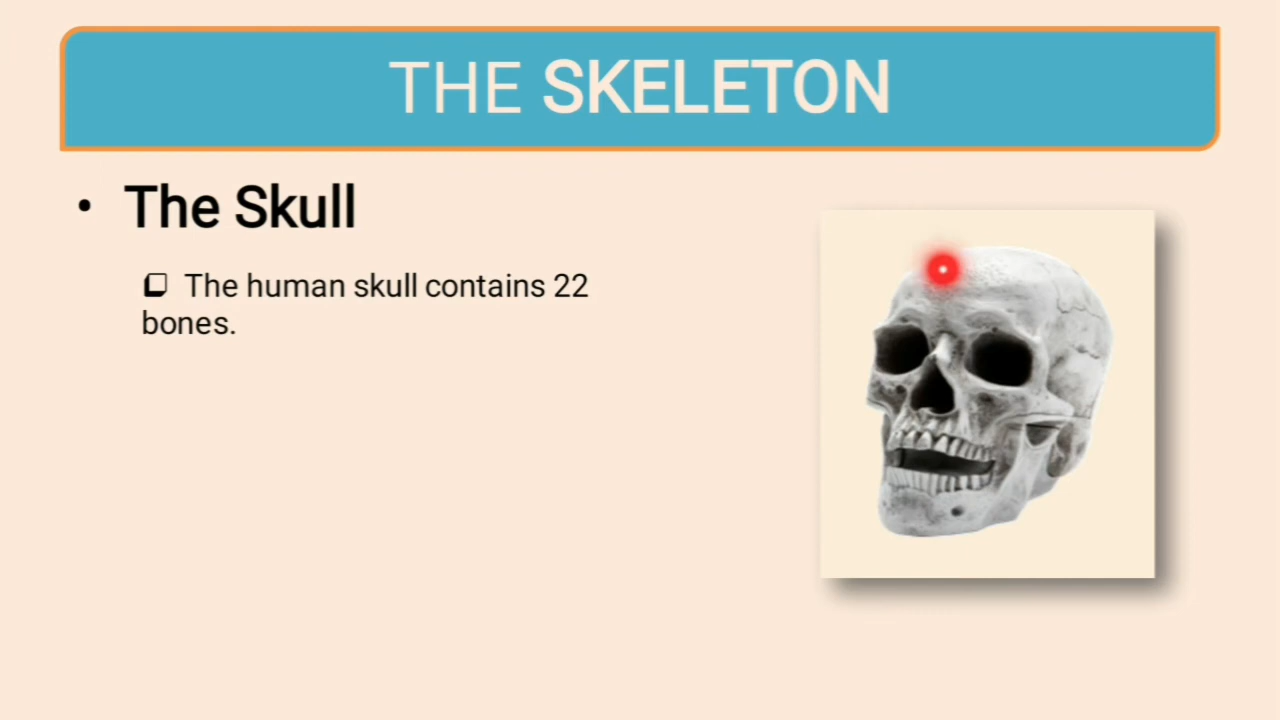 THE SKELETON
• The Skull
❑ The human skull contains 22
bones.